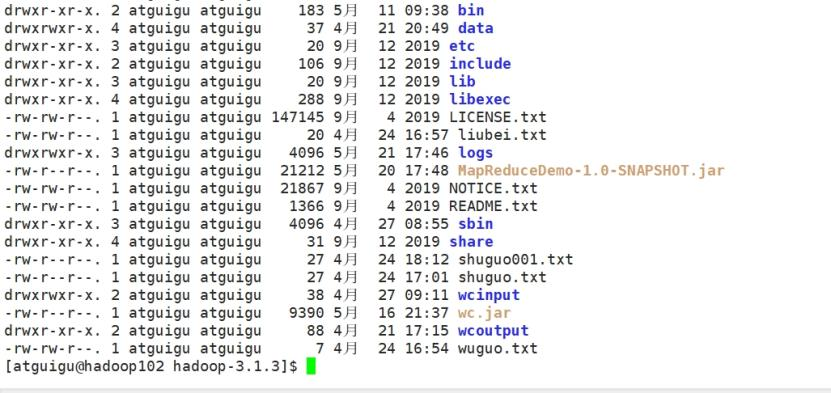 drwxr-xr-x. 2 atguigu atguigu    183 5月  11 09:38 bin
drwxrwxr-x. 4 atguigu atguigu     37 4月  21 20:49 data
drwxr-xr-x. 3 atguigu atguigu     20 9月  12 2019 etc
drwxr-xr-x. 2 atguigu atguigu    106 9月  12 2019 include
drwxr-xr-x. 3 atguigu atguigu     20 9月  12 2019 lib
drwxr-xr-x. 4 atguigu atguigu    288 9月  12 2019 libexec
-rw-rw-r--. 1 atguigu atguigu 147145 9月   4 2019 LICENSE.txt
-rw-rw-r--. 1 atguigu atguigu     20 4月  24 16:57 liubei.txt
drwxrwxr-x. 3 atguigu atguigu   4096 5月  21 17:46 logs
-rw-r--r--. 1 atguigu atguigu  21212 5月  20 17:48 MapReduceDemo-1.0-SNAPSHOT.jar
-rw-rw-r--. 1 atguigu atguigu  21867 9月   4 2019 NOTICE.txt
-rw-rw-r--. 1 atguigu atguigu   1366 9月   4 2019 README.txt
drwxr-xr-x. 3 atguigu atguigu   4096 4月  27 08:55 sbin
drwxr-xr-x. 4 atguigu atguigu     31 9月  12 2019 share
-rw-r--r--. 1 atguigu atguigu     27 4月  24 18:12 shuguo001.txt
-rw-rw-r--. 1 atguigu atguigu     27 4月  24 17:01 shuguo.txt
drwxrwxr-x. 2 atguigu atguigu     38 4月  27 09:11 wcinput
-rw-r--r--. 1 atguigu atguigu   9390 5月  16 21:37 wc.jar
drwxr-xr-x. 2 atguigu atguigu     88 4月  21 17:15 wcoutput
-rw-rw-r--. 1 atguigu atguigu      7 4月  24 16:54 wuguo.txt
[atguigu@hadoop102 hadoop-3.1.3]$